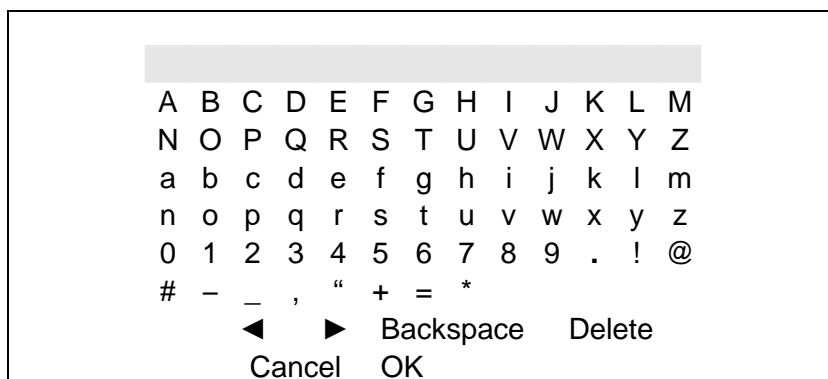 A B C D E F G H I J K L M
N O P Q R S T U V W X Y Z
a b c d e f g h i j k l m
n o p q r s t u v w x y z
0 1 2 3 4 5 6 7 8 9 . ! @
# – _ , “ + = *
◄ ► Backspace Delete
Cancel OK